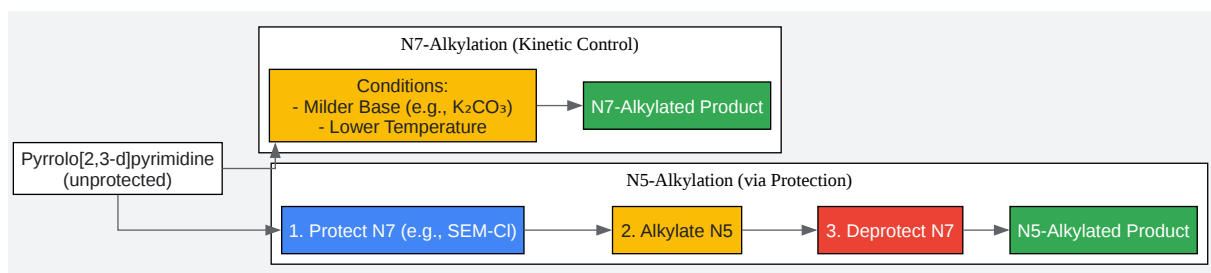 N7-Alkylation (Kinetic Control)
Conditions:
- Milder Base (e.g., K₂CO₃)
- Lower Temperature
N7-Alkylated Product
Pyrrolo[2,3-d]pyrimidine
(unprotected)
N5-Alkylation (via Protection)
1. Protect N7 (e.g., SEM-Cl)
2. Alkylate N5
3. Deprotect N7
N5-Alkylated Product